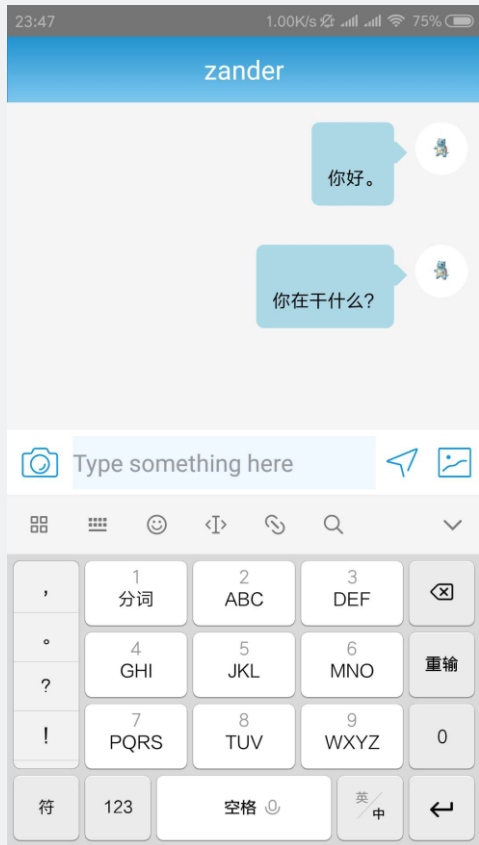 23:47 1.00K/s 75%
zander
你好。
你在干什么?
Type something here
,
。
?
!
1
分词
2
ABC
3
DEF
4
GHI
5
JKL
6
MNO
重输
7
PQRS
8
TUV
9
WXYZ
0
符
123
空格
英/中